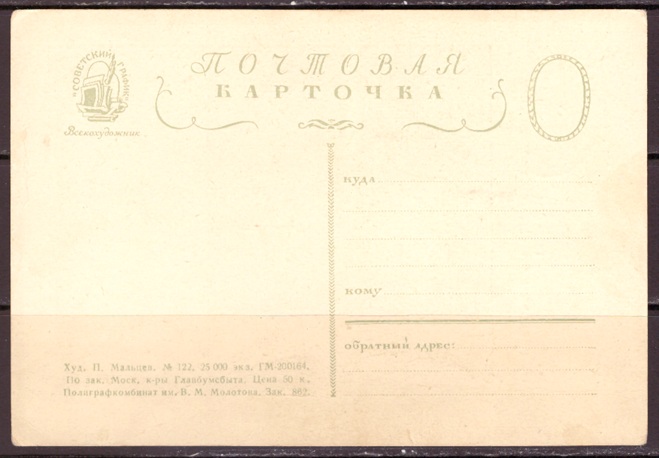 „СОВЕТСКИЙ ГРАФИК"
Всекохудожник
ПОЧТОВАЯ
КАРТОЧКА
КУДА
КОМУ
ОБРАТНЫЙ АДРЕС:
Худ. П. Мальцев. № 122, 25 000 экз. ГМ-200164.
По зак. Моск. к-ры Главбумсбыта. Цена 50 к.
Полиграфкомбинат им. В. М. Молотова. Зак. 862.